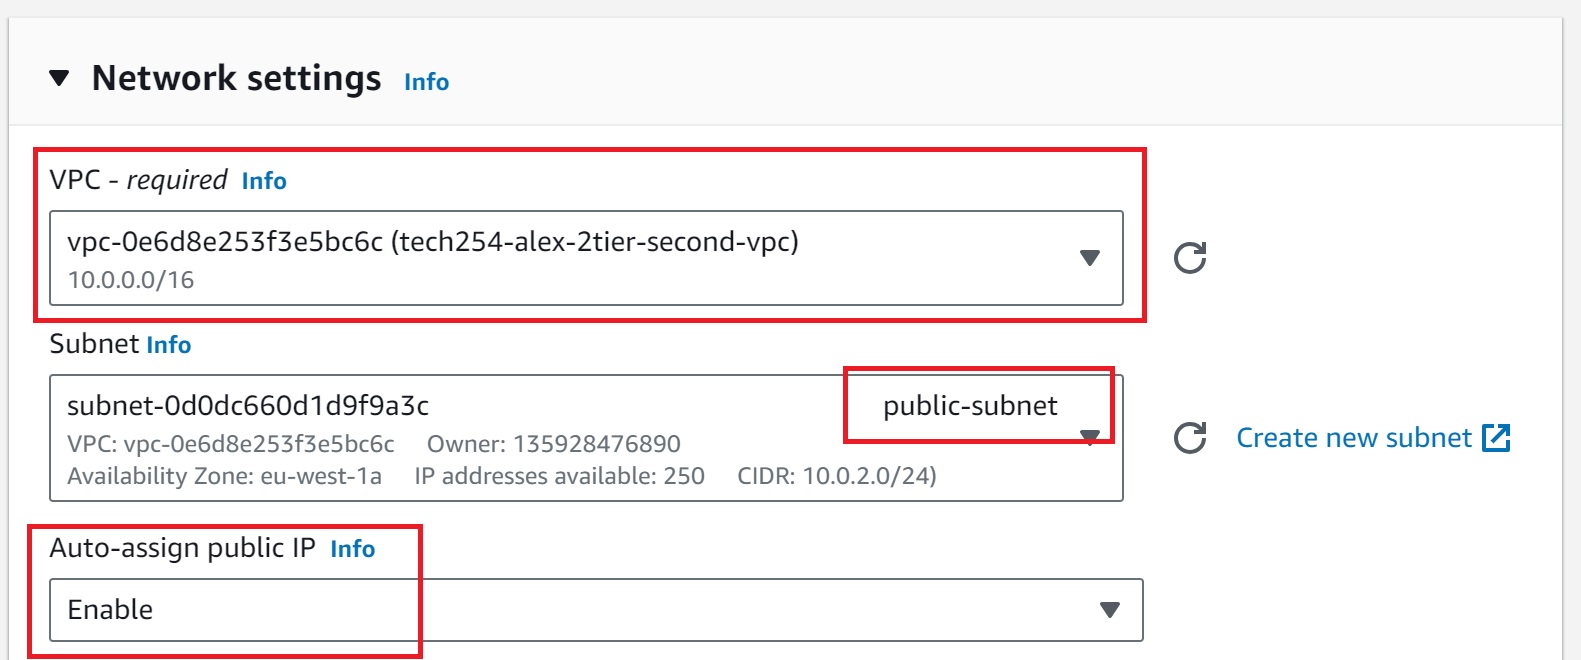 Network settings Info
VPC - required Info
vpc-0e6d8e253f3e5bc6c (tech254-alex-2tier-second-vpc)
10.0.0.0/16
Subnet Info
subnet-0d0dc660d1d9f9a3c public-subnet
VPC: vpc-0e6d8e253f3e5bc6c Owner: 135928476890
Availability Zone: eu-west-1a IP addresses available: 250 CIDR: 10.0.2.0/24)
Create new subnet
Auto-assign public IP Info
Enable